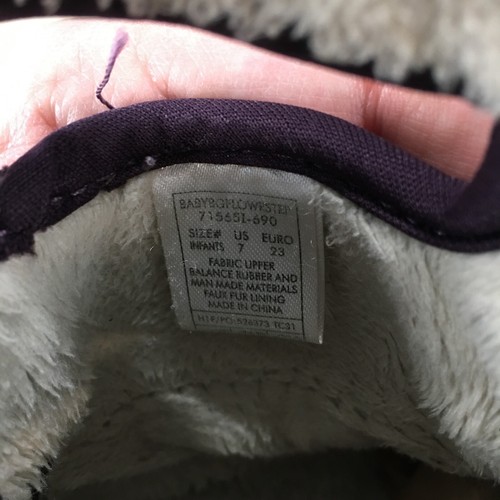 BABYBGFLOWRSTEP
715651-690
SIZE# US EURO
INFANTS 7 23
FABRIC UPPER
BALANCE RUBBER AND
MAN MADE MATERIALS
FAUX FUR LINING
MADE IN CHINA
TC21